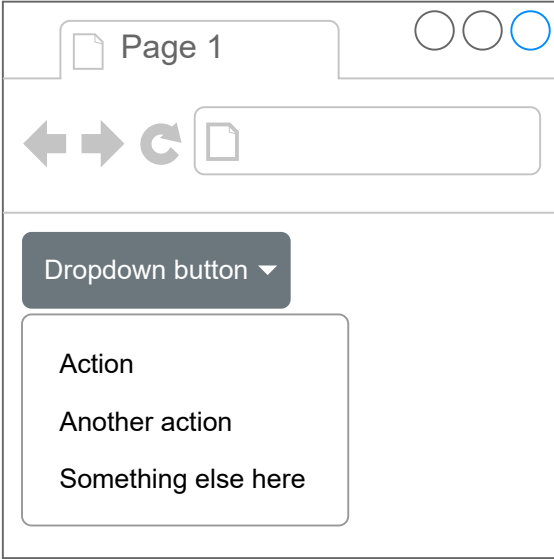 Page 1
Dropdown button
Action
Another action
Something else here